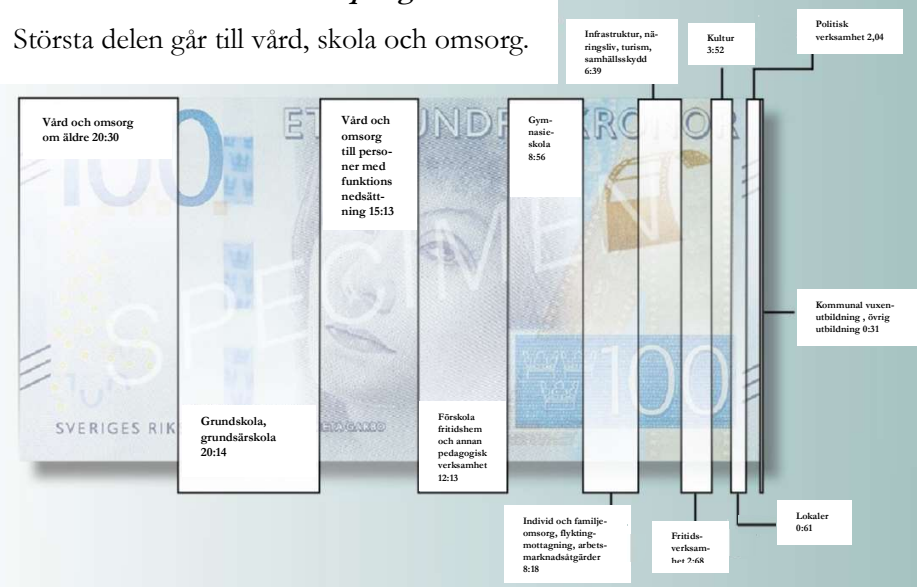 Största delen går till vård, skola och omsorg.
Infrastruktur, nä-
ringsliv, turism,
samhällsskydd
6:39
Kultur
3:52
Politisk
verksamhet 2,04
Vård och omsorg
om äldre 20:30
Vård och
omsorg
till perso-
ner med
funktions
nedsätt-
ning 15:13
Gym-
nasie-
skola
8:56
100
KRONOR
SPECIMEN
Kommunal vuxen-
utbildning , övrig
utbildning 0:31
100
SVERIGES RIK
Grundskola,
grundsärskola
20:14
Förskola
fritidshem
och annan
pedagogisk
verksamhet
12:13
Individ och familje-
omsorg, flykting-
mottagning, arbets-
marknadsåtgärder
8:18
Fritids-
verksam-
het 2:68
Lokaler
0:61